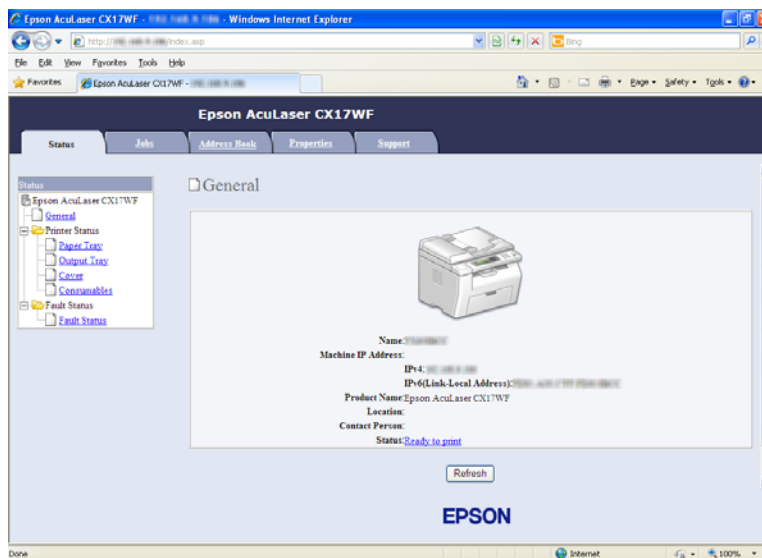 Epson AcuLaser CX17WF - - Windows Internet Explorer
http:// /index.asp
Bing
File Edit View Favorites Tools Help
Favorites Epson AcuLaser CX17WF - Page Safety Tools
Epson AcuLaser CX17WF
Status Jobs Address Book Properties Support
Status
General
Epson AcuLaser CX17WF
General
Printer Status
Paper Tray
Output Tray
Cover
Consumables
Fault Status
Fault Status
Name:
Machine IP Address:
IPv4:
IPv6(Link-Local Address):
Product Name:Epson AcuLaser CX17WF
Location:
Contact Person:
Status:Ready to print
Refresh
EPSON
Done Internet 100%